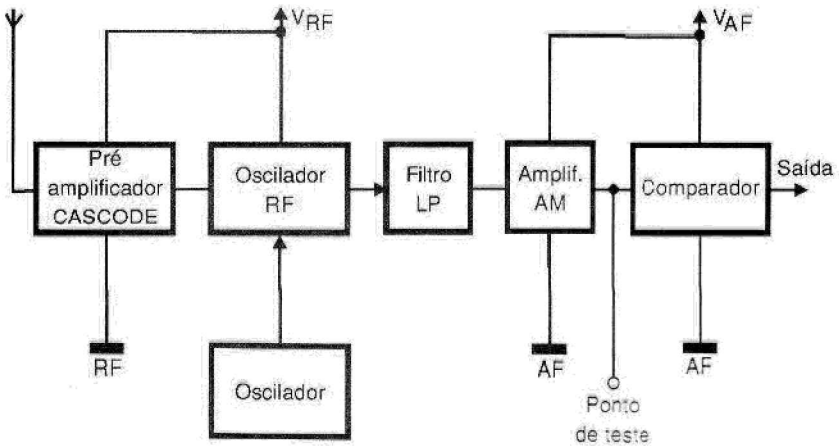 VRF
VAF
Pré
amplificador
CASCODE
Oscilador
RF
Filtro
LP
Amplif.
AM
Comparador
Saída
RF
Oscilador
AF
AF
Ponto
de teste